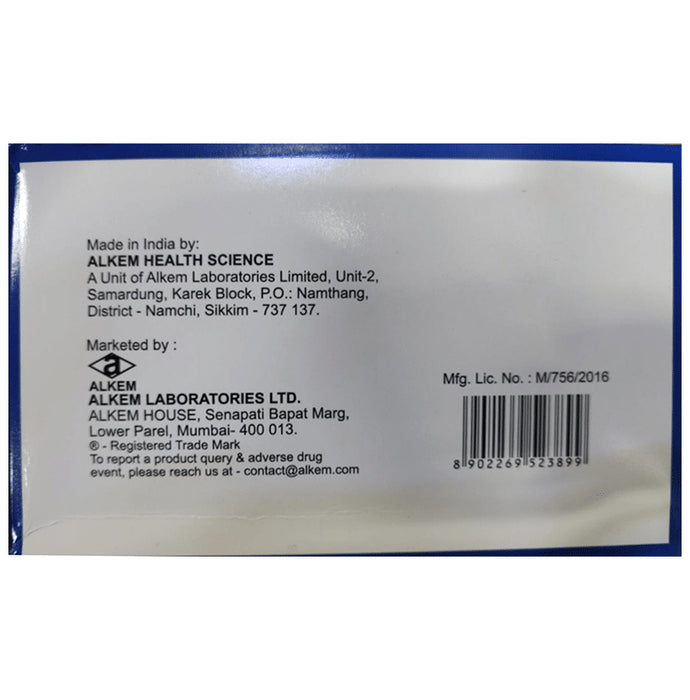 Made in India by:
ALKEM HEALTH SCIENCE
A Unit of Alkem Laboratories Limited, Unit-2,
Samardung, Karek Block, P.O.: Namthang,
District - Namchi, Sikkim - 737 137.
Marketed by :
a
ALKEM
ALKEM LABORATORIES LTD.
ALKEM HOUSE, Senapati Bapat Marg,
Lower Parel, Mumbai- 400 013.
® - Registered Trade Mark
To report a product query & adverse drug
event, please reach us at - contact@alkem.com
Mfg. Lic. No. : M/756/2016
8 902269 523899